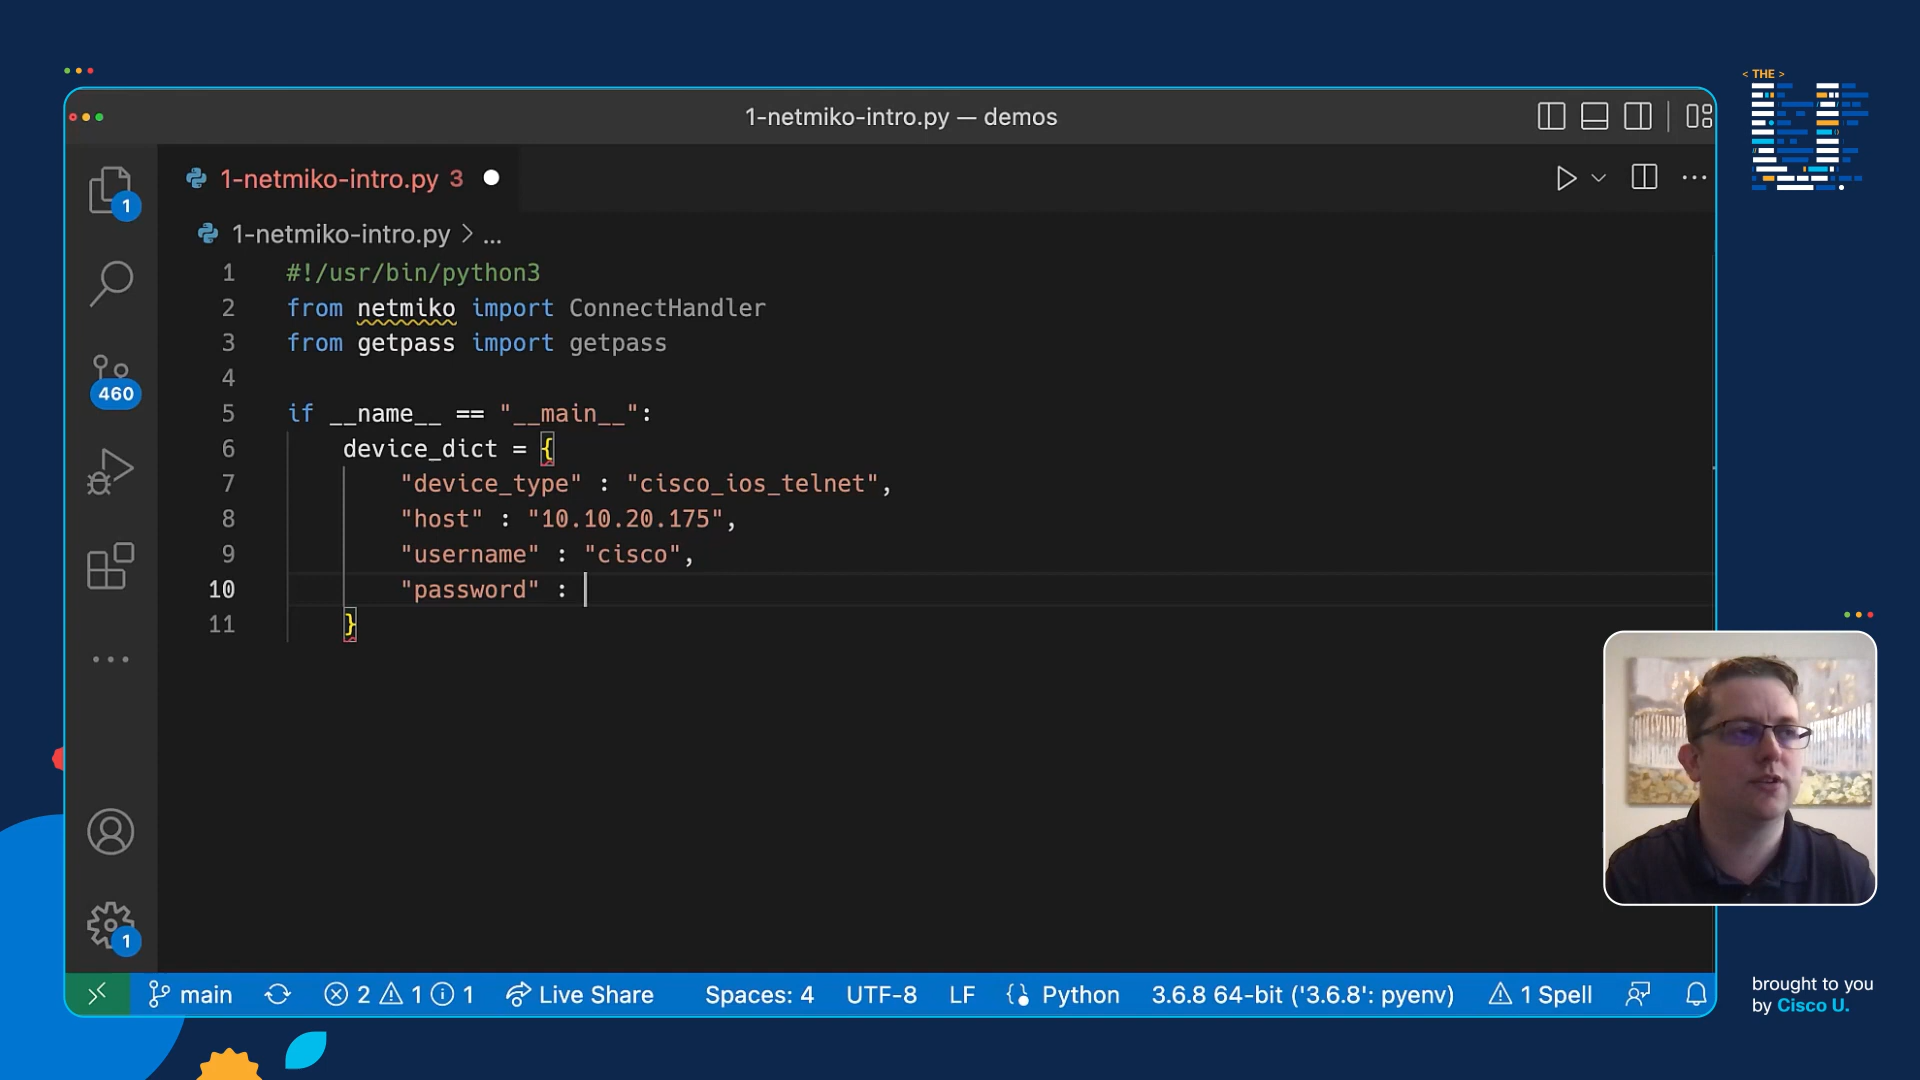 < THE >
1-netmiko-intro.py — demos
1-netmiko-intro.py 3
1
1-netmiko-intro.py > ...
1 #!/usr/bin/python3
2 from netmiko import ConnectHandler
3 from getpass import getpass
460
4
5 if __name__ == "__main__":
6 device_dict = {
7 "device_type" : "cisco_ios_telnet",
8 "host" : "10.10.20.175",
9 "username" : "cisco",
10 "password" :
11 }
1
main 2 1 1 Live Share Spaces: 4 UTF-8 LF Python 3.6.8 64-bit ('3.6.8': pyenv) 1 Spell
brought to you
by Cisco U.